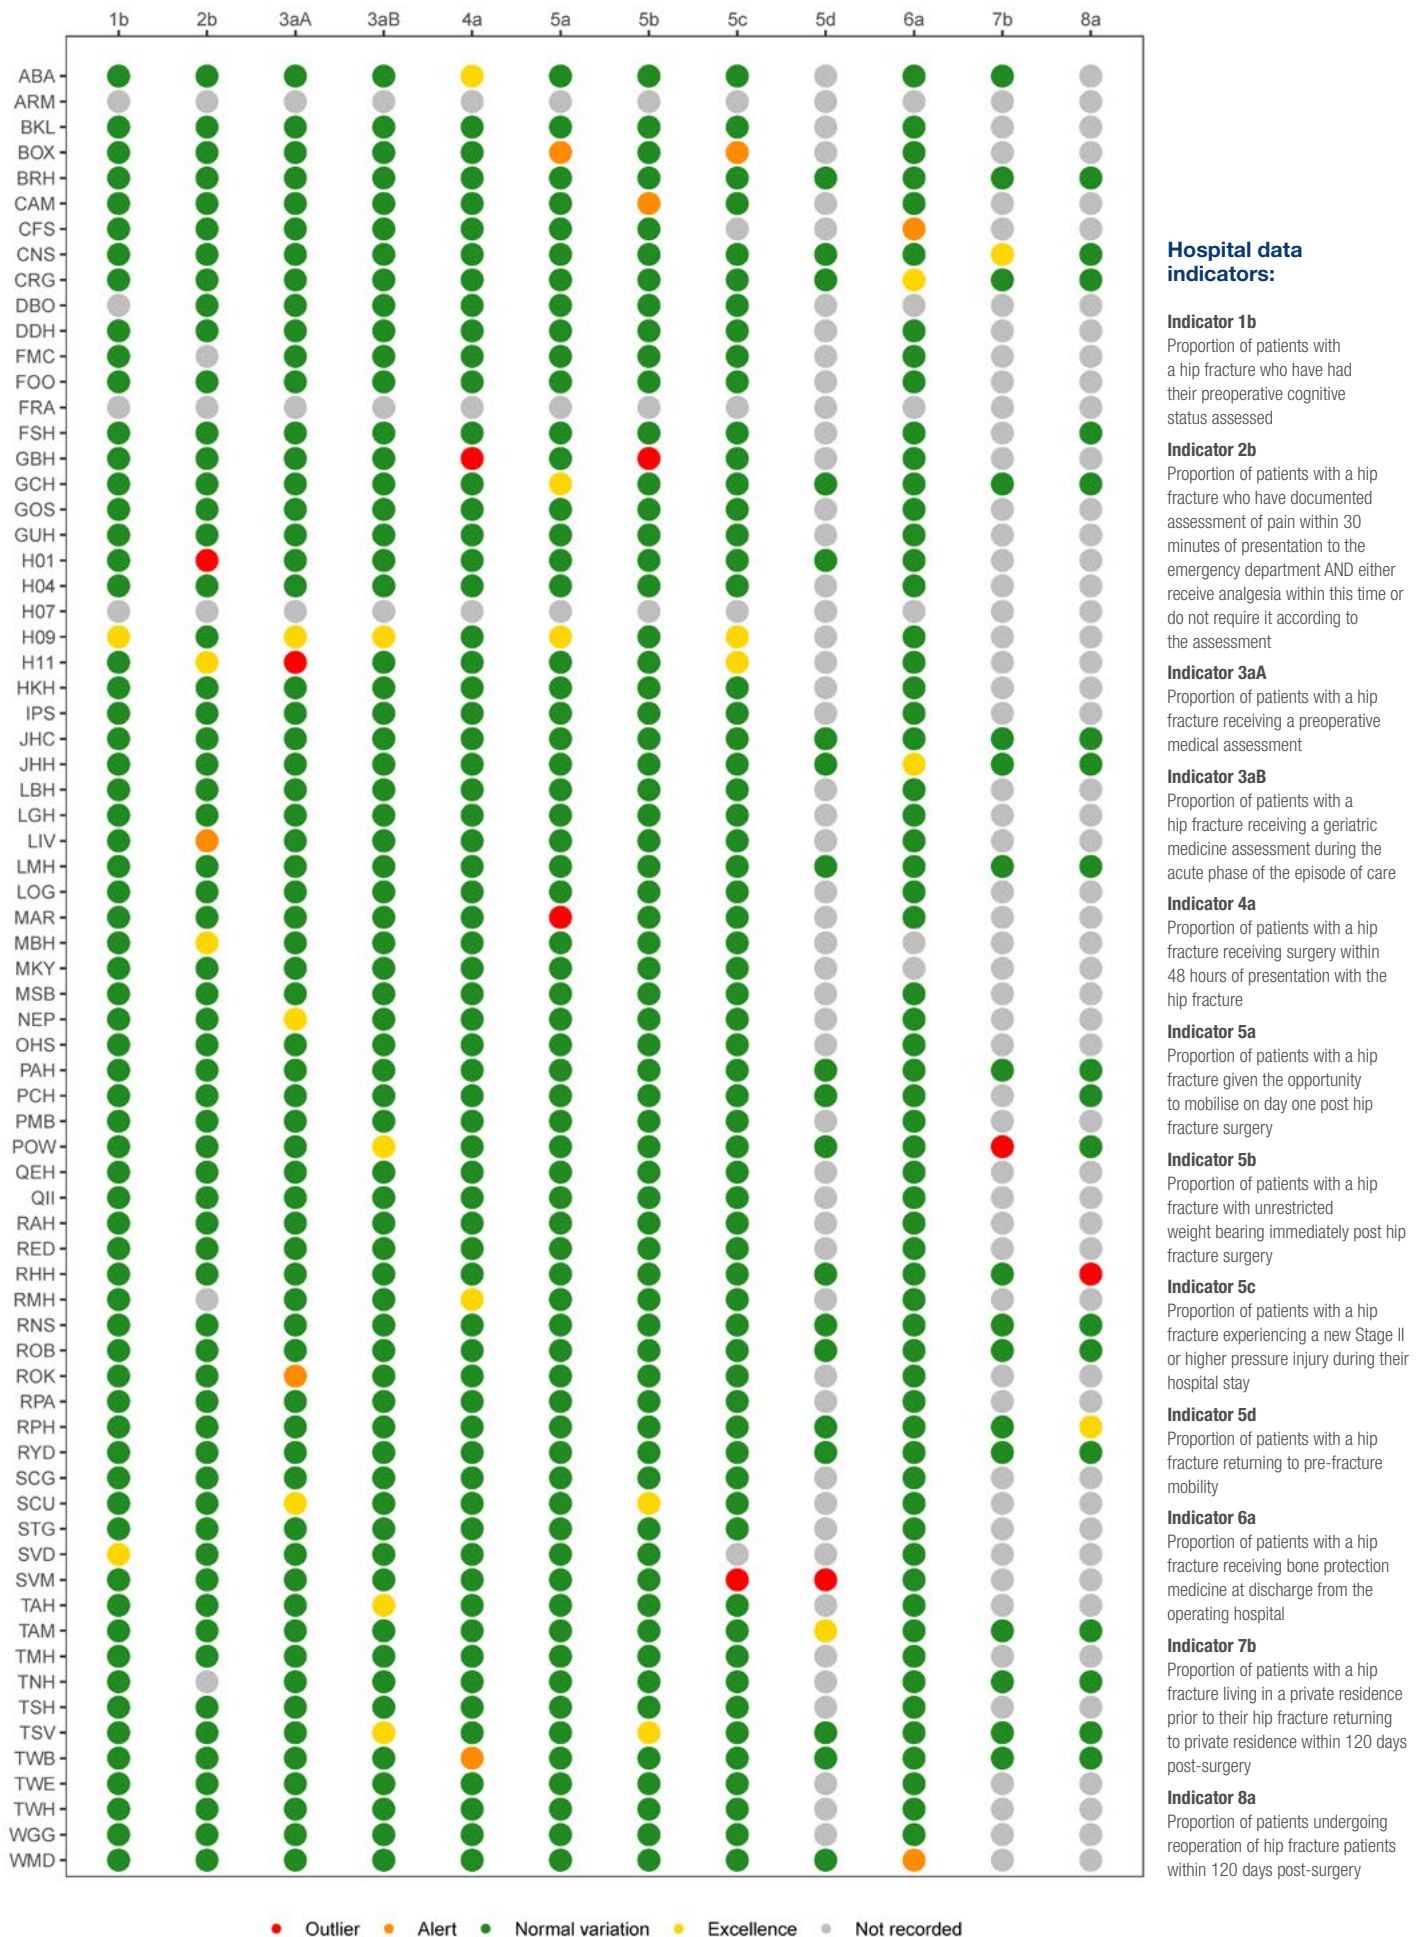 1b 2b 3aA 3aB 4a 5a 5b 5c 5d 6a 7b 8a
ABA
ARM
BKL
BOX
BRH
CAM
CFS
CNS
CRG
DBO
DDH
FMC
FOO
FRA
FSH
GBH
GCH
GOS
GUH
H01
H04
H07
H09
H11
HKH
IPS
JHC
JHH
LBH
LGH
LIV
LMH
LOG
MAR
MBH
MKY
MSB
NEP
OHS
PAH
PCH
PMB
POW
QEH
QII
RAH
RED
RHH
RMH
RNS
ROB
ROK
RPA
RPH
RYD
SCG
SCU
STG
SVD
SVM
TAH
TAM
TMH
TNH
TSH
TSV
TWB
TWE
TWH
WGG
WMD
Outlier Alert Normal variation Excellence Not recorded
Hospital data
indicators:
Indicator 1b
Proportion of patients with
a hip fracture who have had
their preoperative cognitive
status assessed
Indicator 2b
Proportion of patients with a hip
fracture who have documented
assessment of pain within 30
minutes of presentation to the
emergency department AND either
receive analgesia within this time or
do not require it according to
the assessment
Indicator 3aA
Proportion of patients with a hip
fracture receiving a preoperative
medical assessment
Indicator 3aB
Proportion of patients with a
hip fracture receiving a geriatric
medicine assessment during the
acute phase of the episode of care
Indicator 4a
Proportion of patients with a hip
fracture receiving surgery within
48 hours of presentation with the
hip fracture
Indicator 5a
Proportion of patients with a hip
fracture given the opportunity
to mobilise on day one post hip
fracture surgery
Indicator 5b
Proportion of patients with a hip
fracture with unrestricted
weight bearing immediately post hip
fracture surgery
Indicator 5c
Proportion of patients with a hip
fracture experiencing a new Stage II
or higher pressure injury during their
hospital stay
Indicator 5d
Proportion of patients with a hip
fracture returning to pre-fracture
mobility
Indicator 6a
Proportion of patients with a hip
fracture receiving bone protection
medicine at discharge from the
operating hospital
Indicator 7b
Proportion of patients with a hip
fracture living in a private residence
prior to their hip fracture returning
to private residence within 120 days
post-surgery
Indicator 8a
Proportion of patients undergoing
reoperation of hip fracture patients
within 120 days post-surgery